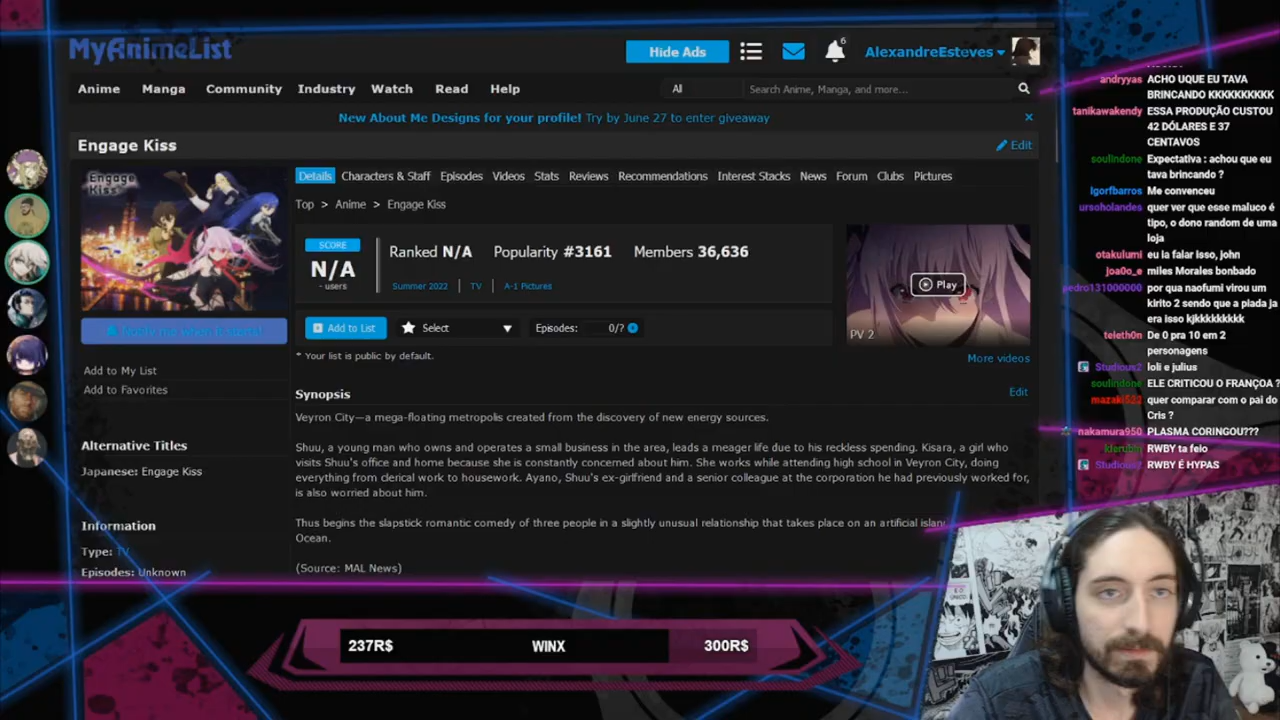 MyAnimeList
Hide Ads
6
AlexandreEsteves
Anime Manga Community Industry Watch Read Help
All Search Anime, Manga, and more...
New About Me Designs for your profile! Try by June 27 to enter giveaway
Engage Kiss
Edit
Engage
Kiss
Details Characters & Staff Episodes Videos Stats Reviews Recommendations Interest Stacks News Forum Clubs Pictures
Top > Anime > Engage Kiss
SCORE
N/A
- users
Ranked N/A Popularity #3161 Members 36,636
Summer 2022 | TV | A-1 Pictures
Play
PV 2
Add to List
Select
Episodes: 0/?
* Your list is public by default.
More videos
Add to My List
Add to Favorites
Synopsis
Edit
Veyron City—a mega-floating metropolis created from the discovery of new energy sources.
Shuu, a young man who owns and operates a small business in the area, leads a meager life due to his reckless spending. Kisara, a girl who
visits Shuu's office and home because she is constantly concerned about him. She works while attending high school in Veyron City, doing
everything from clerical work to housework. Ayano, Shuu's ex-girlfriend and a senior colleague at the corporation he had previously worked for,
is also worried about him.
Thus begins the slapstick romantic comedy of three people in a slightly unusual relationship that takes place on an artificial
Ocean.
(Source: MAL News)
Alternative Titles
Japanese: Engage Kiss
Information
Type: TV
Episodes: Unknown
andryyas ACHO UQUE EU TAVA
BRINCANDO KKKKKKKKKK
tanikawakendy ESSA PRODUÇÃO CUSTOU
42 DÓLARES E 37
CENTAVOS
soulindone Expectativa : achou que eu
tava brincando ?
Igorfbarros Me convenceu
ursoholandes quer ver que esse maluco é
tipo, o dono random de uma
loja
otakulumi eu ia falar isso, john
joa0o_e miles Morales bonbado
pedro131000000 por qua naofumi virou um
kirito 2 sendo que a piada ja
era isso kjkkkkkkkkk
teleth0n De 0 pra 10 em 2
personagens
Studious2 loli e julius
soulindone ELE CRITICOU O FRANÇOA ?
mazaki522 quer comparar com o pai do
Cris ?
nakamura950 PLASMA CORINGOU???
RWBY ta feio
Studious2 RWBY É HYPAS
237R$ WINX 300R$